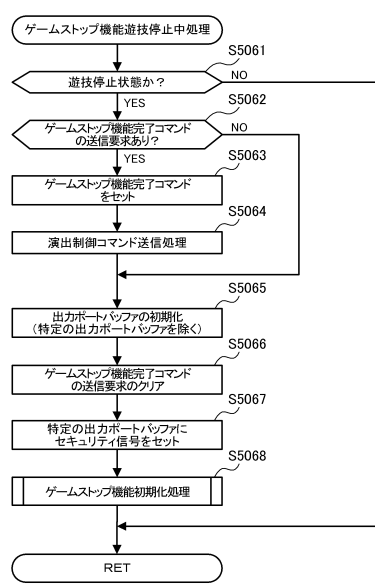 ゲームストップ機能遊技停止中処理
S5061
遊技停止状態か？
NO
YES
S5062
ゲームストップ機能完了コマンド
の送信要求あり？
NO
YES
S5063
ゲームストップ機能完了コマンド
をセット
S5064
演出制御コマンド送信処理
S5065
出力ポートバッファの初期化
（特定の出力ポートバッファを除く）
S5066
ゲームストップ機能完了コマンド
の送信要求のクリア
S5067
特定の出力ポートバッファに
セキュリティ信号をセット
S5068
ゲームストップ機能初期化処理
RET